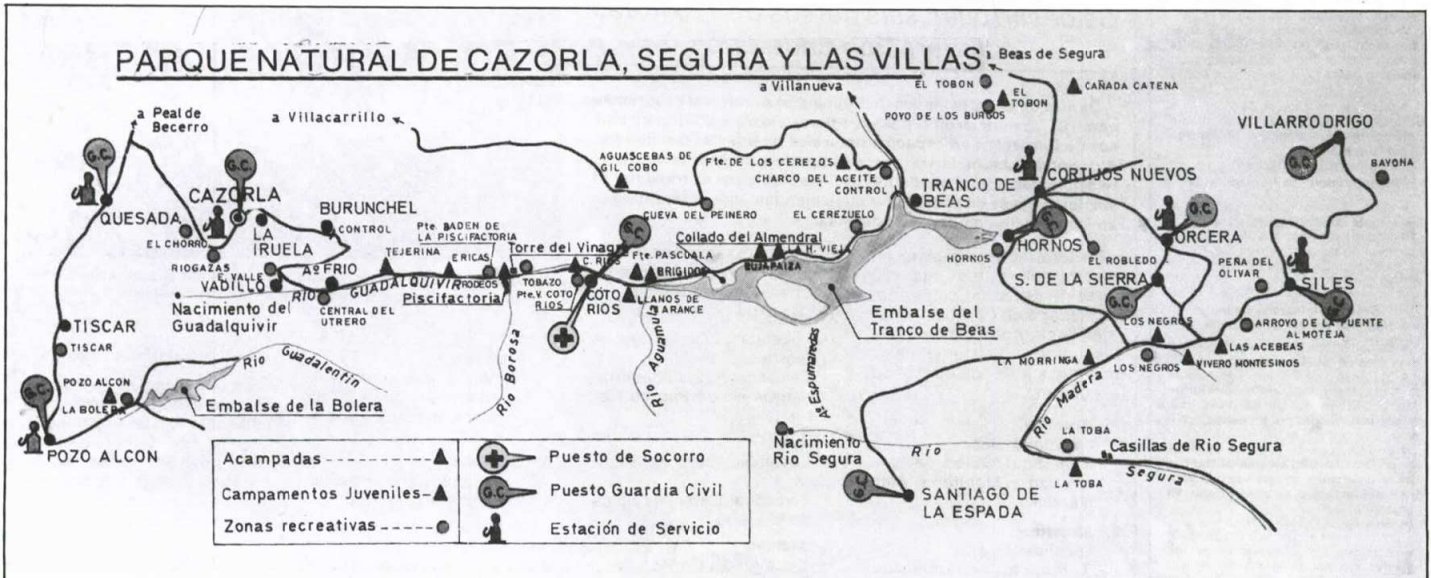 PARQUE NATURAL DE CAZORLA, SEGURA Y LAS VILLAS
a Beas de Segura
EL TOBON
EL
TOBON
CAÑADA CATENA
a Villanueva
POYO DE LOS BURGOS
a Peal de
Becerro
a Villacarrillo
VILLARRODRIGO
G.C.
BAYONA
G.C.
G.C.
AGUASCEBAS DE
GIL COBO
Fte. DE LOS CEREZOS
CHARCO DEL ACEITE
CONTROL
TRANCO DE
BEAS
CORTIJOS NUEVOS
CAZORLA
QUESADA
EL CHORRO
LA
IRUELA
BURUNCHEL
CONTROL
CUEVA DEL PEINERO
EL CEREZUELO
G.C.
G.C.
HORNOS
HORNOS
G.C.
ORCERA
EL ROBLEDO
Pte. BADEN DE
LA PISCIFACTORIA
Torre del Vinagre
Collado del Almendral
H. VIEJA
BUJAPAIZA
RIOGAZAS
VALLE
VADILLO
Aº FRIO
TEJERINA
ERICAS
C. RIOS
Fte. PASCUALA
BRIGIDOS
RIO
GUADALQUIVIR
RODEOS
Piscifactoria
TOBAZO
Pte. V. COTO
RIOS
COTO
RIOS
LLANOS DE
ARANCE
S. DE LA SIERRA
G.C.
PEÑA DEL
OLIVAR
SILES
G.C.
Nacimiento del
Guadalquivir
CENTRAL DEL
UTRERO
Embalse del
Tranco de Beas
LOS NEGROS
ARROYO DE LA FUENTE
ALMOTEJA
LAS ACEBEAS
TISCAR
TISCAR
Rio
Guadalentin
Rio Borosa
Rio Aguamula
Aº Espumaredas
LA MORRINGA
LOS NEGROS
VIVERO MONTESINOS
G.C.
POZO ALCON
LA BOLERA
Embalse de la Bolera
Rio Madera
POZO ALCON
Nacimiento
Rio Segura
Rio
LA TOBA
Casillas de Rio Segura
LA TOBA
Segura
G.C.
SANTIAGO DE
LA ESPADA
Acampadas
Campamentos Juveniles
Zonas recreativas
Puesto de Socorro
G.C. Puesto Guardia Civil
Estación de Servicio